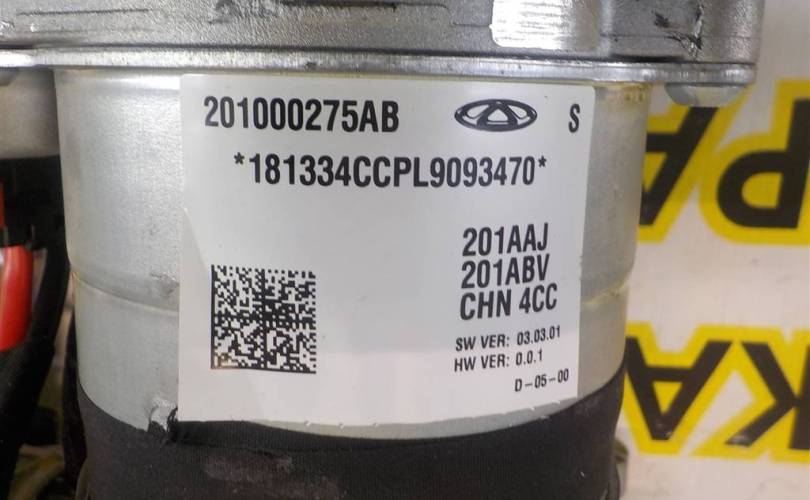 201000275AB S
*181334CCPL9093470*
201AAJ
201ABV
CHN 4CC
SW VER: 03.03.01
HW VER: 0.0.1
D-05-00